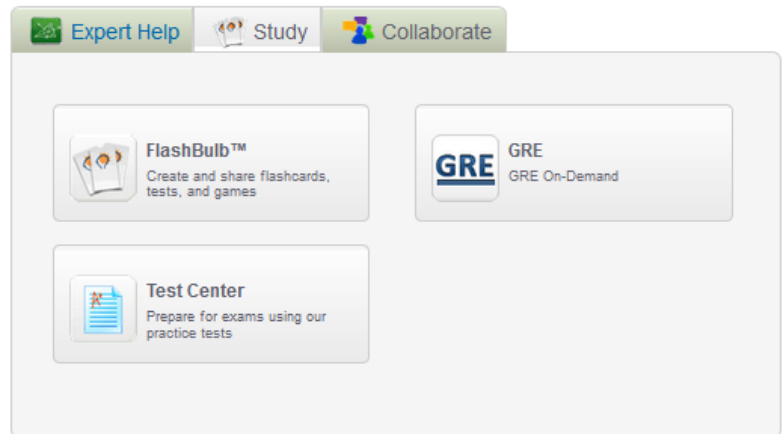 Expert Help
Study
Collaborate
FlashBulb™
Create and share flashcards,
tests, and games
GRE
GRE
GRE On-Demand
Test Center
Prepare for exams using our
practice tests